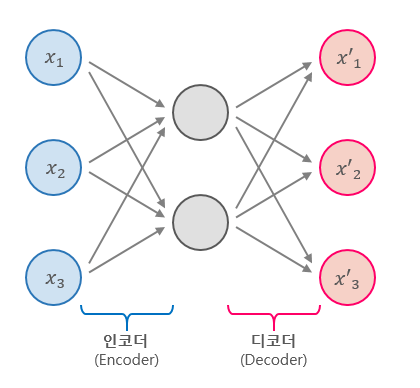 x₁
x′₁
x₂
x′₂
x₃
x′₃
인코더
(Encoder)
디코더
(Decoder)